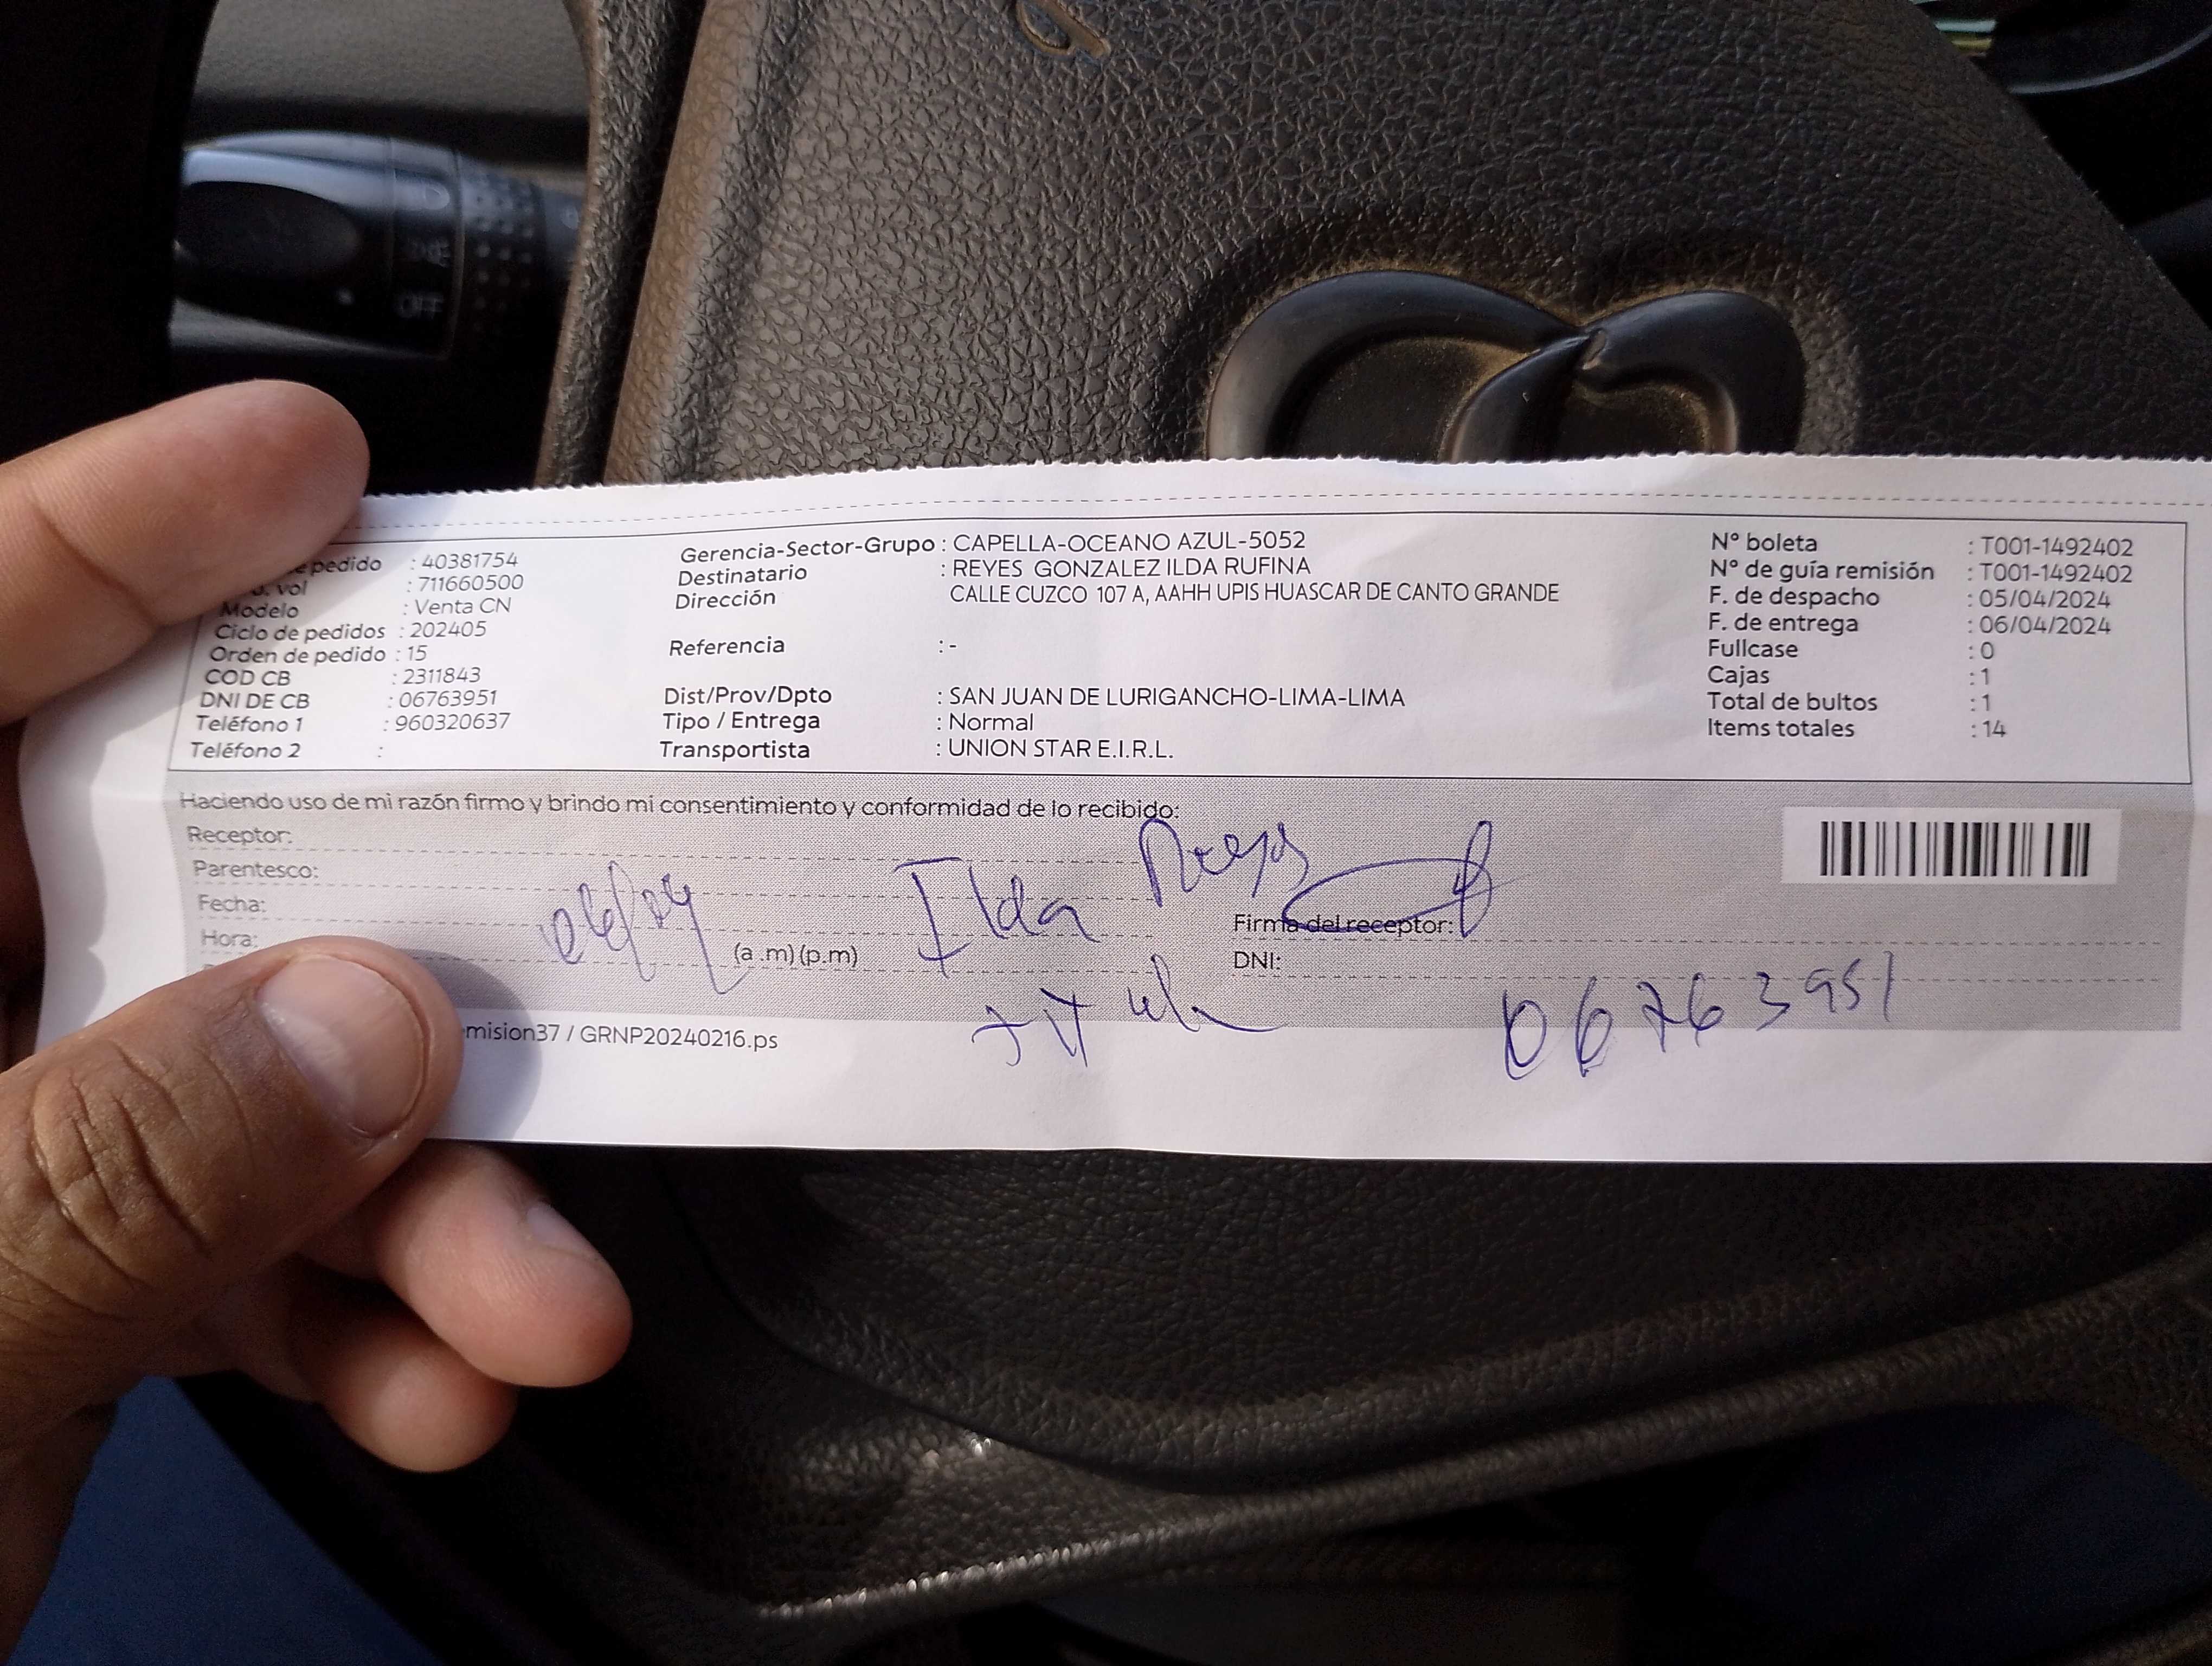 OFF
pedido : 40381754
vol : 711660500
Modelo : Venta CN
Ciclo de pedidos : 202405
Orden de pedido : 15
COD CB : 2311843
DNI DE CB : 06763951
Teléfono 1 : 960320637
Teléfono 2 :
Gerencia-Sector-Grupo : CAPELLA-OCEANO AZUL-5052
Destinatario : REYES GONZALEZ ILDA RUFINA
Dirección CALLE CUZCO 107 A, AAHH UPIS HUASCAR DE CANTO GRANDE
Referencia : -
Dist/Prov/Dpto : SAN JUAN DE LURIGANCHO-LIMA-LIMA
Tipo / Entrega : Normal
Transportista : UNION STAR E.I.R.L.
N° boleta : T001-1492402
N° de guía remisión : T001-1492402
F. de despacho : 05/04/2024
F. de entrega : 06/04/2024
Fullcase : 0
Cajas : 1
Total de bultos : 1
Items totales : 14
Haciendo uso de mi razón firmo y brindo mi consentimiento y conformidad de lo recibido:
Receptor:
Parentesco:
Fecha:
Hora:
06/04
(a .m)(p.m)
Ilda Reyes
Firma del receptor:
DNI:
06763951
mision37 / GRNP20240216.ps